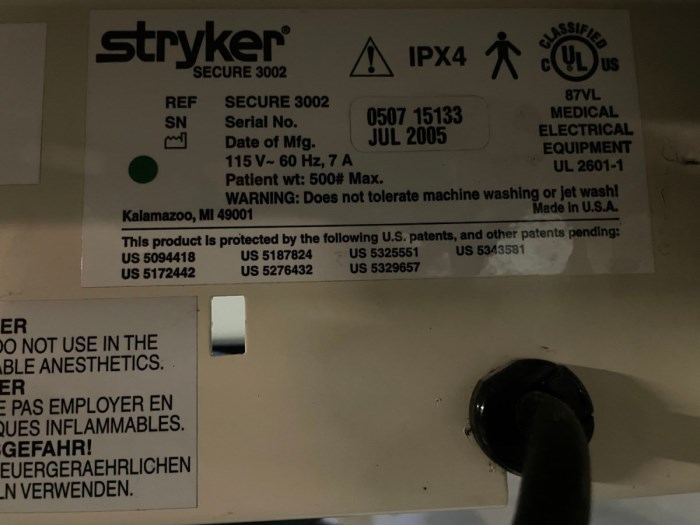 stryker®
SECURE 3002
IPX4
CLASSIFIED
C UL US
REF SECURE 3002
SN Serial No. 0507 15133
Date of Mfg. JUL 2005
115 V~ 60 Hz, 7 A
Patient wt: 500# Max.
WARNING: Does not tolerate machine washing or jet wash!
87VL
MEDICAL
ELECTRICAL
EQUIPMENT
UL 2601-1
Kalamazoo, MI 49001
Made in U.S.A.
This product is protected by the following U.S. patents, and other patents pending:
US 5094418 US 5187824 US 5325551 US 5343581
US 5172442 US 5276432 US 5329657
ER
DO NOT USE IN THE
ABLE ANESTHETICS.
ER
E PAS EMPLOYER EN
QUES INFLAMMABLES.
SGEFAHR!
EUERGERAEHRLICHEN
LN VERWENDEN.